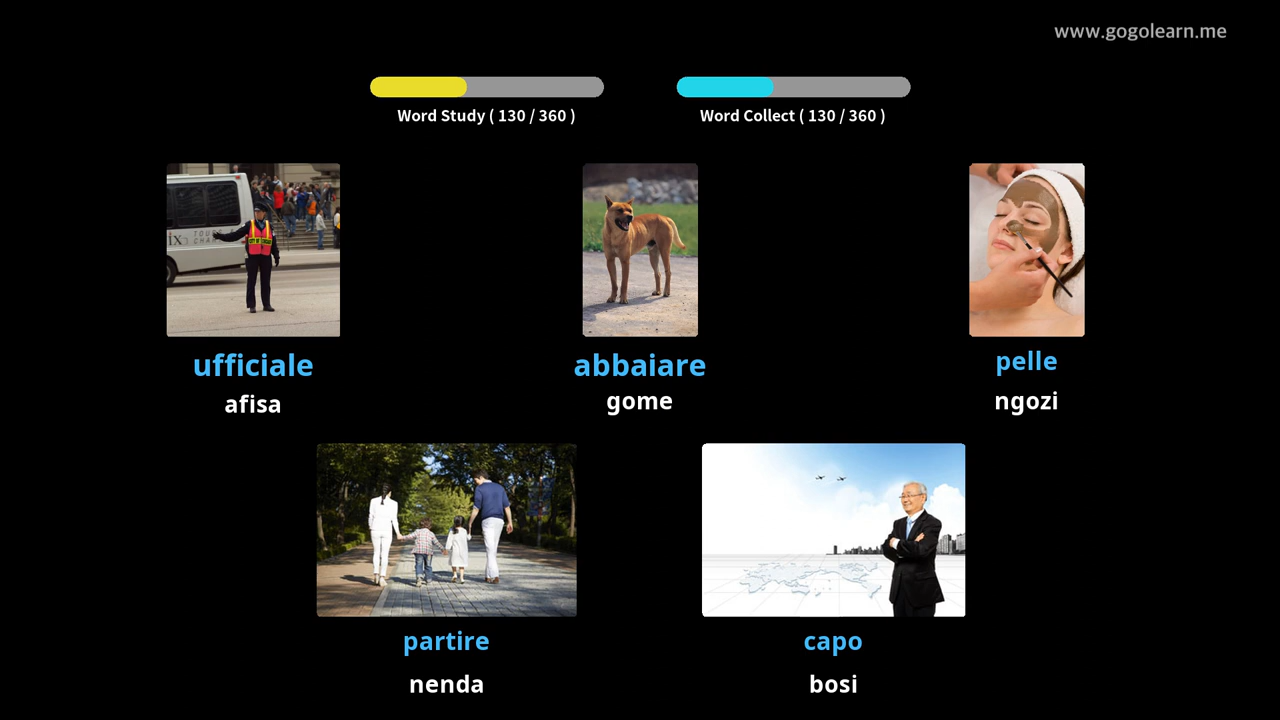 www.gogolearn.me
Word Study ( 130 / 360 )
Word Collect ( 130 / 360 )
ufficiale
afisa
abbaiare
gome
pelle
ngozi
partire
nenda
capo
bosi